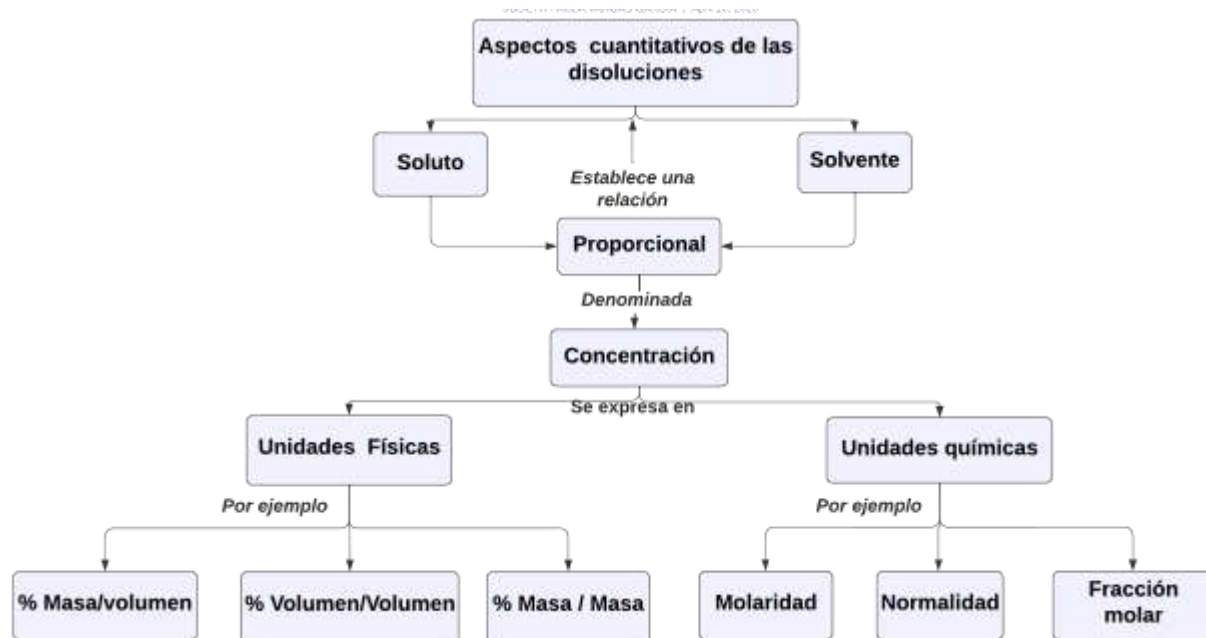 Aspectos cuantitativos de las
disoluciones
Soluto
Solvente
Establece una
relación
Proporcional
Denominada
Concentración
Se expresa en
Unidades Físicas
Unidades químicas
Por ejemplo
Por ejemplo
% Masa/volumen
% Volumen/Volumen
% Masa / Masa
Molaridad
Normalidad
Fracción
molar